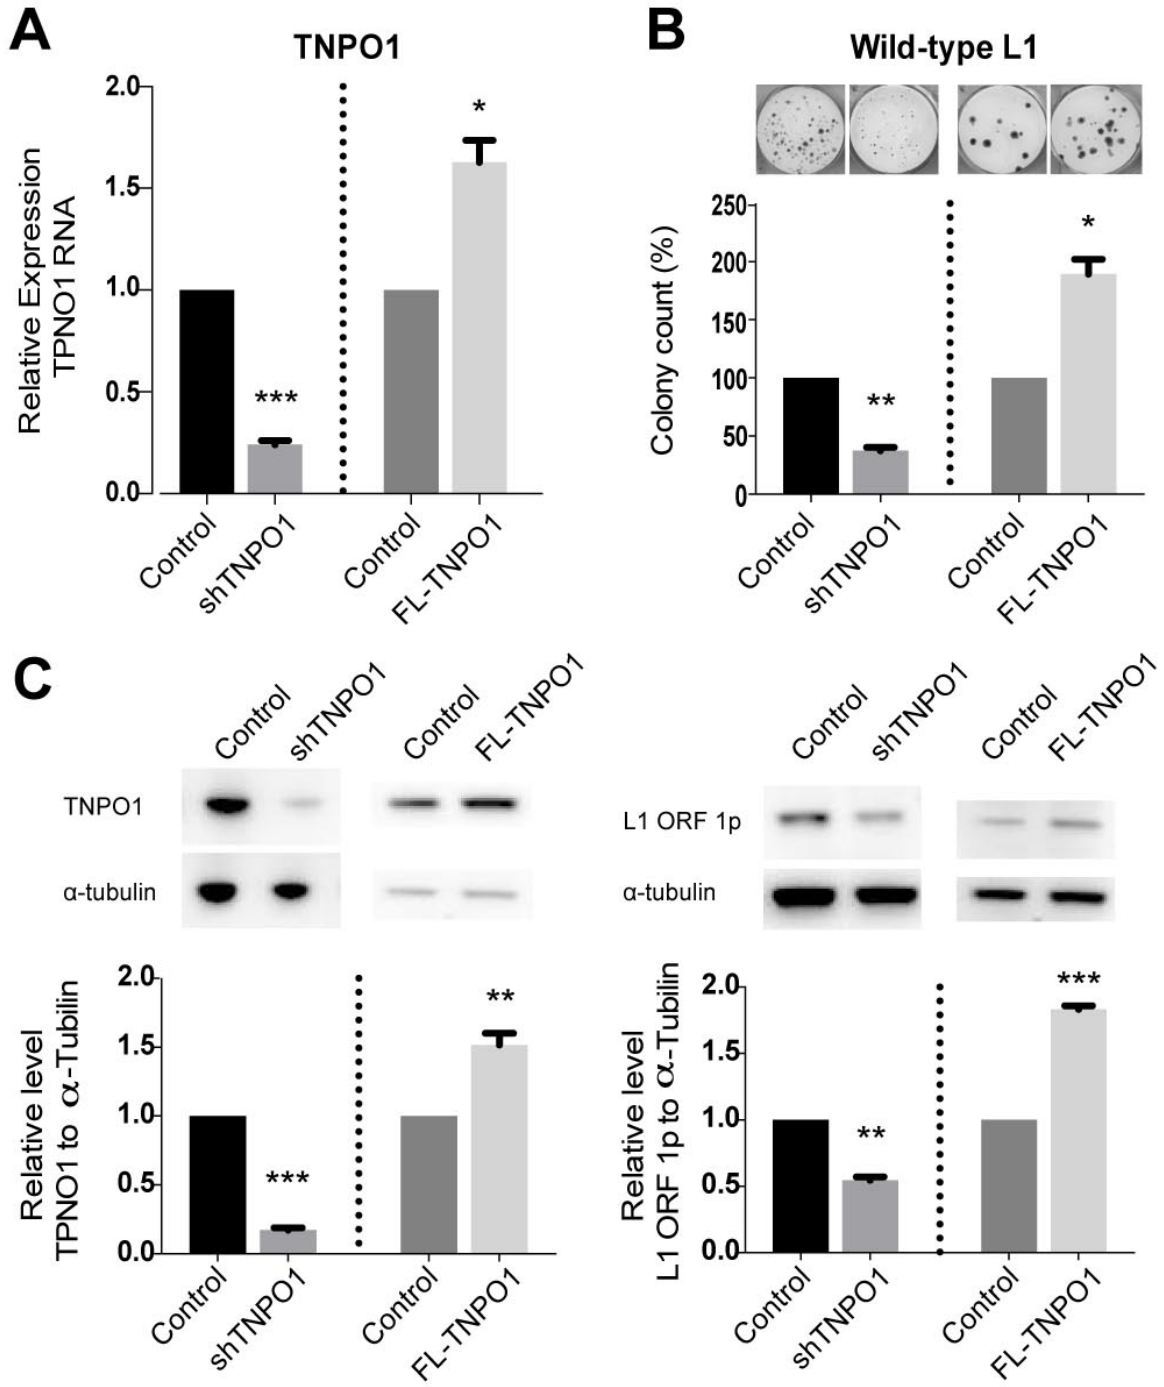 A
TNPO1
Relative Expression
TPNO1 RNA
2.0
1.5
1.0
0.5
0.0
***
*
Control
shTNPO1
Control
FL-TNPO1
B
Wild-type L1
Colony count (%)
250
200
150
100
50
0
**
*
Control
shTNPO1
Control
FL-TNPO1
C
Control
shTNPO1
Control
FL-TNPO1
TNPO1
α-tubulin
Relative level
TPNO1 to α-Tubilin
2.0
1.5
1.0
0.5
0.0
***
**
Control
shTNPO1
Control
FL-TNPO1
Control
shTNPO1
Control
FL-TNPO1
L1 ORF 1p
α-tubulin
Relative level
L1 ORF 1p to α-Tubilin
2.0
1.5
1.0
0.5
0.0
**
***
Control
shTNPO1
Control
FL-TNPO1